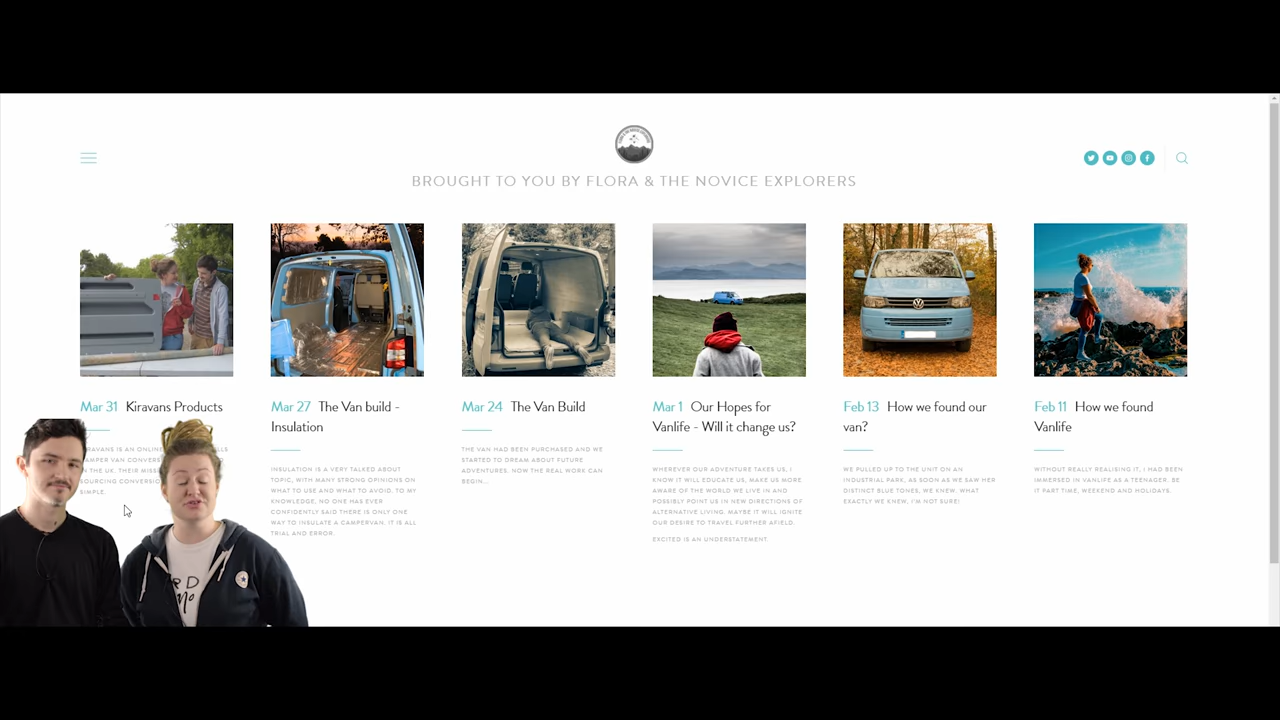 BROUGHT TO YOU BY FLORA & THE NOVICE EXPLORERS
Mar 31 Kiravans Products
IS AN ONLINE
SIMPLE.
Mar 27 The Van build -
Insulation
INSULATION IS A VERY TALKED ABOUT
TOPIC, WITH MANY STRONG OPINIONS ON
WHAT TO USE AND WHAT TO AVOID. TO MY
KNOWLEDGE, NO ONE HAS EVER
CONFIDENTLY SAID THERE IS ONLY ONE
WAY TO INSULATE A CAMPERVAN. IT IS ALL
TRIAL AND ERROR.
Mar 24 The Van Build
THE VAN HAD BEEN PURCHASED AND WE
STARTED TO DREAM ABOUT FUTURE
ADVENTURES. NOW THE REAL WORK CAN
BEGIN...
Mar 1 Our Hopes for
Vanlife - Will it change us?
WHEREVER OUR ADVENTURE TAKES US, I
KNOW IT WILL EDUCATE US, MAKE US MORE
AWARE OF THE WORLD WE LIVE IN AND
POSSIBLY POINT US IN NEW DIRECTIONS OF
ALTERNATIVE LIVING. MAYBE IT WILL IGNITE
OUR DESIRE TO TRAVEL FURTHER AFIELD.
EXCITED IS AN UNDERSTATEMENT.
Feb 13 How we found our
van?
WE PULLED UP TO THE UNIT ON AN
INDUSTRIAL PARK, AS SOON AS WE SAW HER
DISTINCT BLUE TONES, WE KNEW. WHAT
EXACTLY WE KNEW, I'M NOT SURE!
Feb 11 How we found
Vanlife
WITHOUT REALLY REALISING IT, I HAD BEEN
IMMERSED IN VANLIFE AS A TEENAGER. BE
IT PART TIME, WEEKEND AND HOLIDAYS.